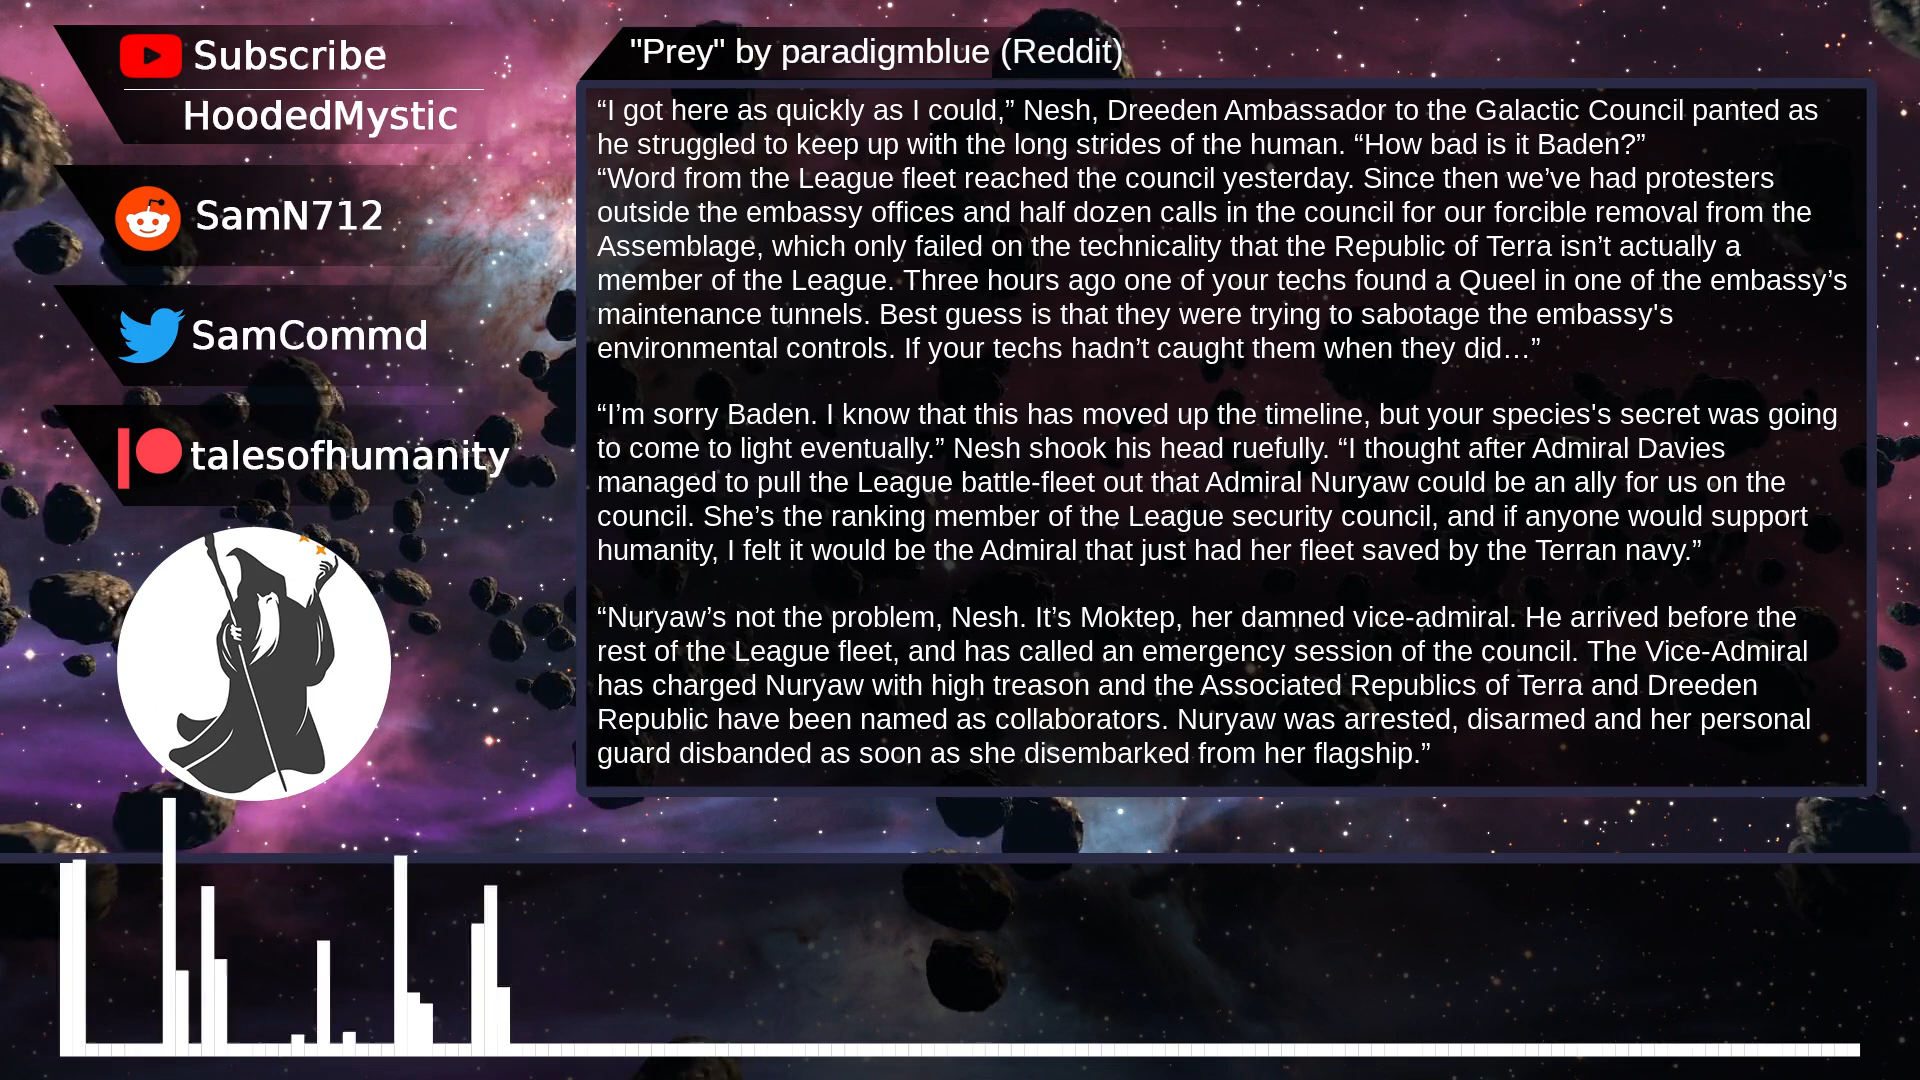 Subscribe
HoodedMystic
SamN712
SamCommd
talesofhumanity
"Prey" by paradigmblue (Reddit)
“I got here as quickly as I could,” Nesh, Dreeden Ambassador to the Galactic Council panted as
he struggled to keep up with the long strides of the human. “How bad is it Baden?”
“Word from the League fleet reached the council yesterday. Since then we’ve had protesters
outside the embassy offices and half dozen calls in the council for our forcible removal from the
Assemblage, which only failed on the technicality that the Republic of Terra isn’t actually a
member of the League. Three hours ago one of your techs found a Queel in one of the embassy’s
maintenance tunnels. Best guess is that they were trying to sabotage the embassy's
environmental controls. If your techs hadn’t caught them when they did…”
“I’m sorry Baden. I know that this has moved up the timeline, but your species's secret was going
to come to light eventually.” Nesh shook his head ruefully. “I thought after Admiral Davies
managed to pull the League battle-fleet out that Admiral Nuryaw could be an ally for us on the
council. She’s the ranking member of the League security council, and if anyone would support
humanity, I felt it would be the Admiral that just had her fleet saved by the Terran navy.”
“Nuryaw’s not the problem, Nesh. It’s Moktep, her damned vice-admiral. He arrived before the
rest of the League fleet, and has called an emergency session of the council. The Vice-Admiral
has charged Nuryaw with high treason and the Associated Republics of Terra and Dreeden
Republic have been named as collaborators. Nuryaw was arrested, disarmed and her personal
guard disbanded as soon as she disembarked from her flagship.”